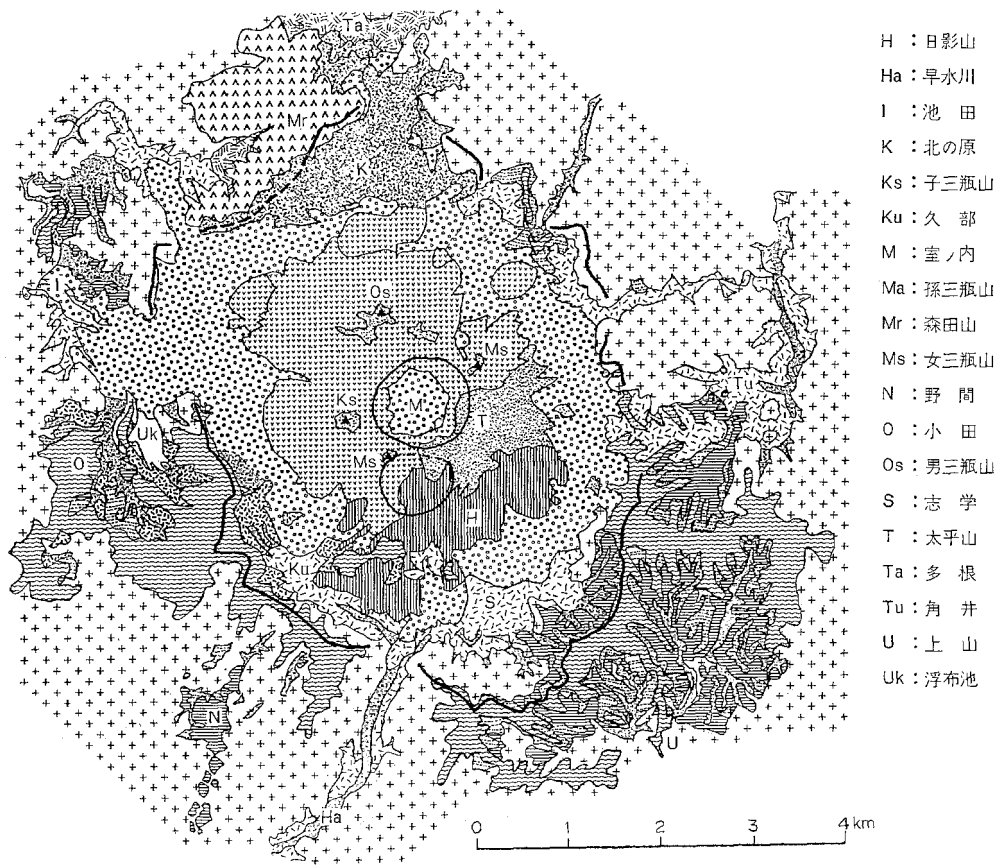 Ta
Mr
K
I
Os
Ms
Ks
M
T
Ms
Uk
O
H
Tu
Ku
S
N
U
Ha
0 1 2 3 4 km
H : 日影山
Ha : 早水川
I : 池 田
K : 北の原
Ks : 子三瓶山
Ku : 久 部
M : 室ノ内
Ma : 孫三瓶山
Mr : 森田山
Ms : 女三瓶山
N : 野 間
O : 小 田
Os : 男三瓶山
S : 志 学
T : 太平山
Ta : 多 根
Tu : 角 井
U : 上 山
Uk : 浮布池